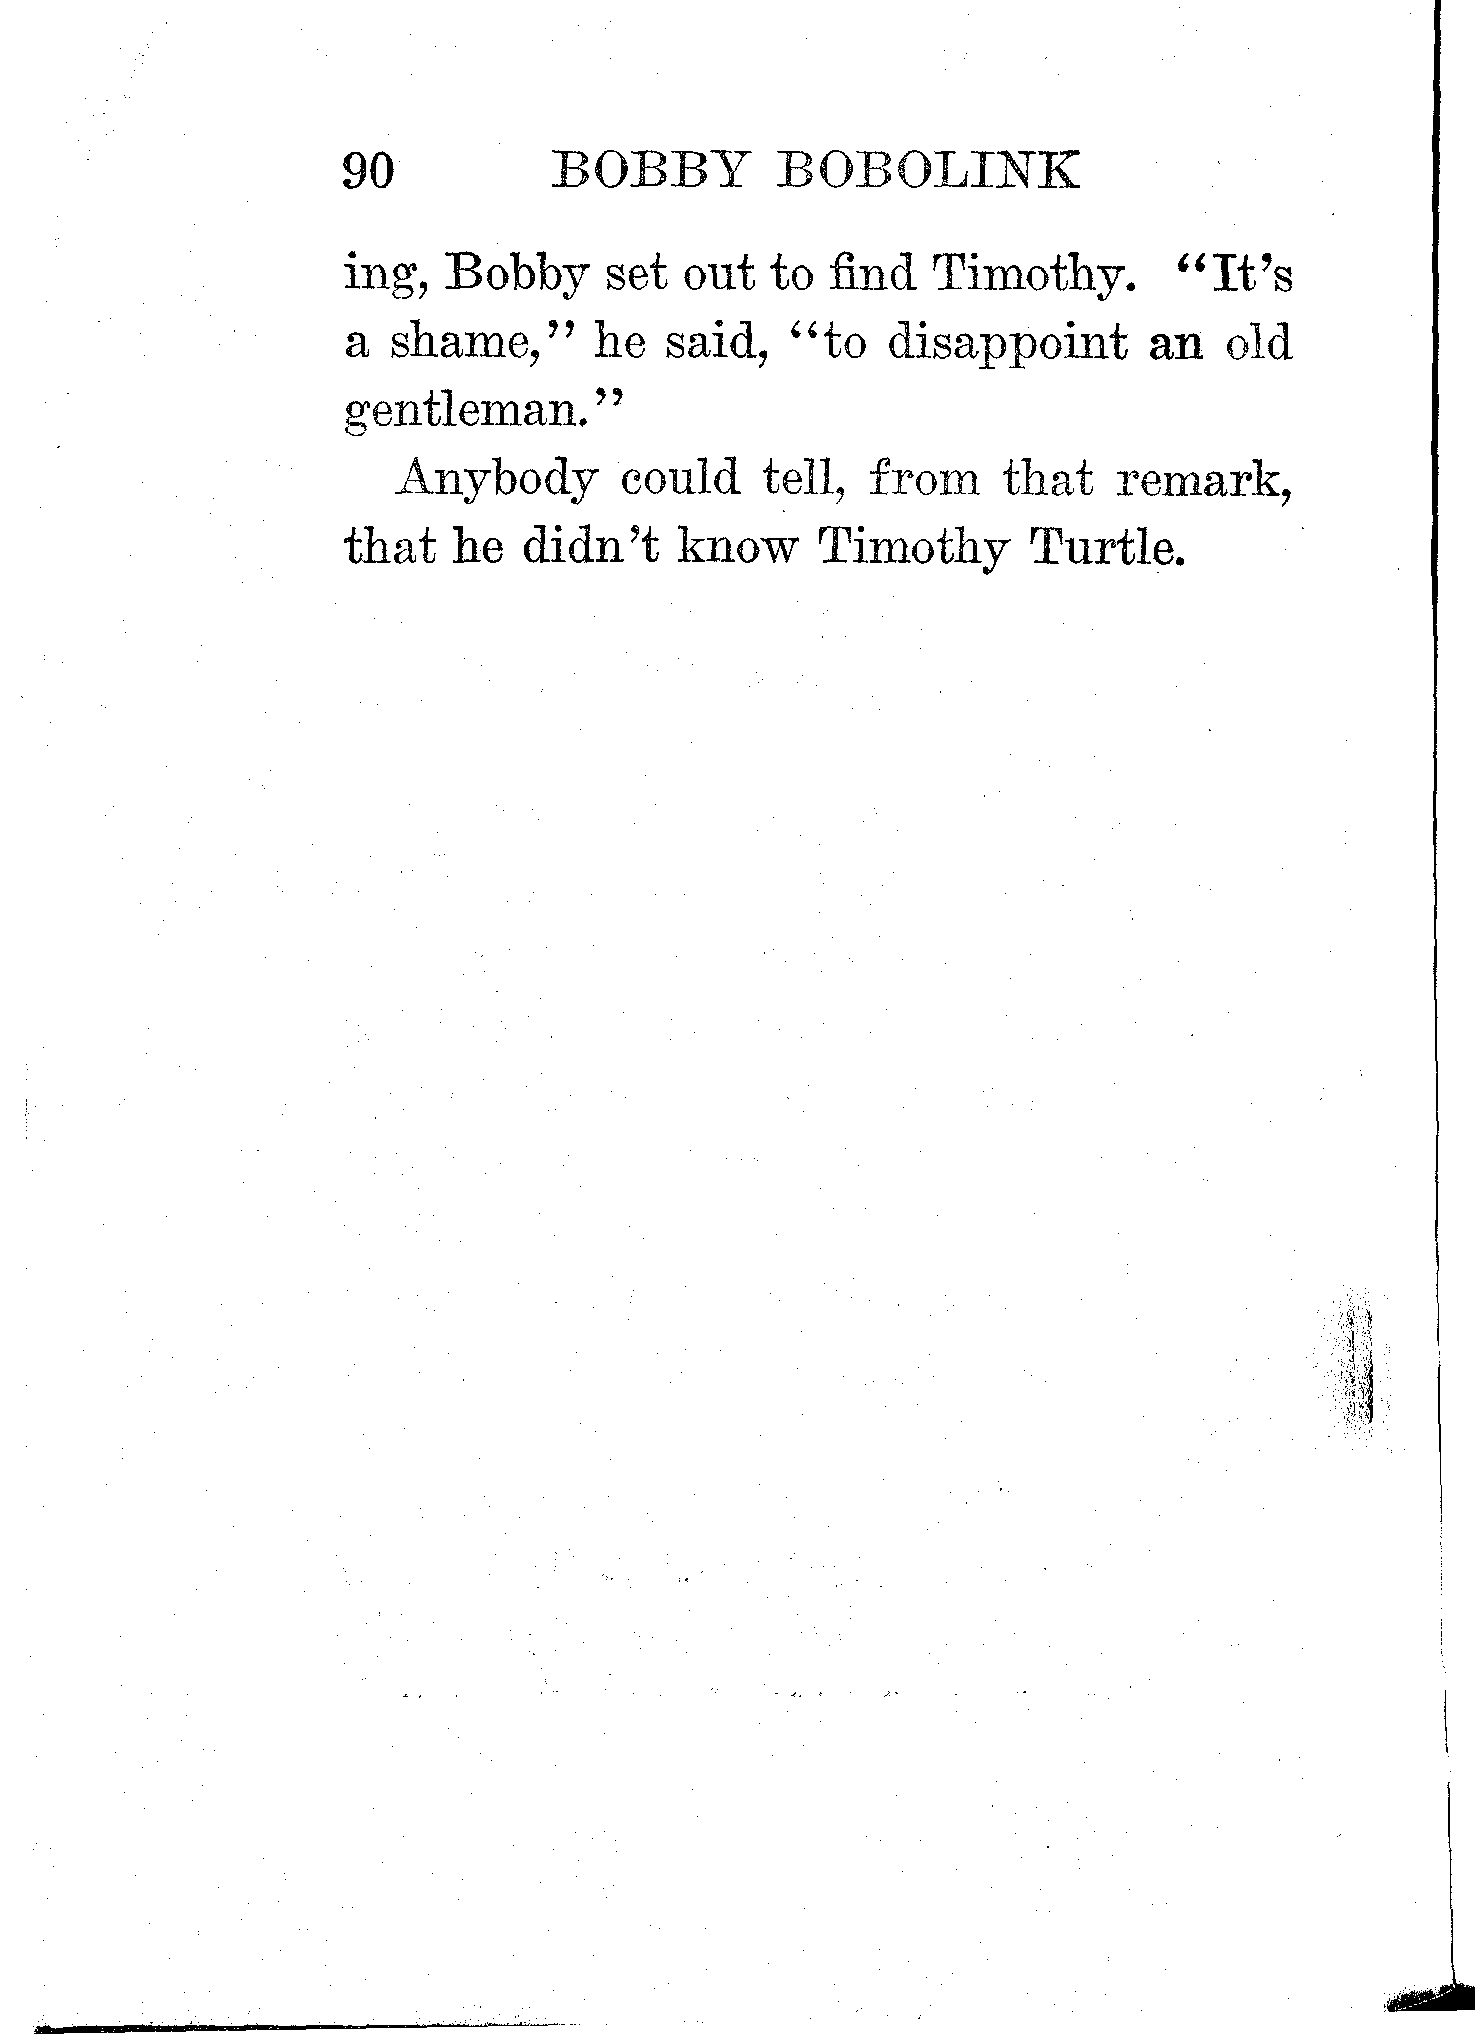 90 BOBBY BOBOLINK
ing, Bobby set out to find Timothy. "It's
a shame," he said, "to disappoint an old
gentleman."
Anybody could tell, from that remark,
that he didn't know Timothy Turtle.